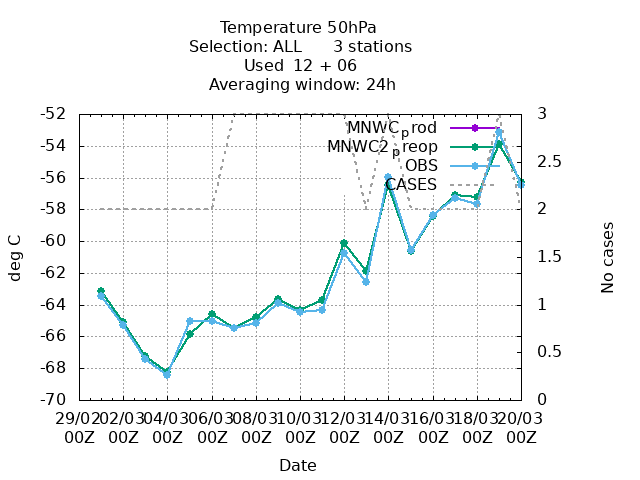 Temperature 50hPa
Selection: ALL 3 stations
Used 12 + 06
Averaging window: 24h
-52 3
MNWC_prod
-54
MNWC2_preop
2.5
OBS
-56
CASES
-58 2
-60
deg C
1.5
No cases
-62
-64 1
-66
0.5
-68
-70 0
29/02 02/03 04/03 06/03 08/03 10/03 12/03 14/03 16/03 18/03 20/03
00Z 00Z 00Z 00Z 00Z 00Z 00Z 00Z 00Z 00Z 00Z
Date